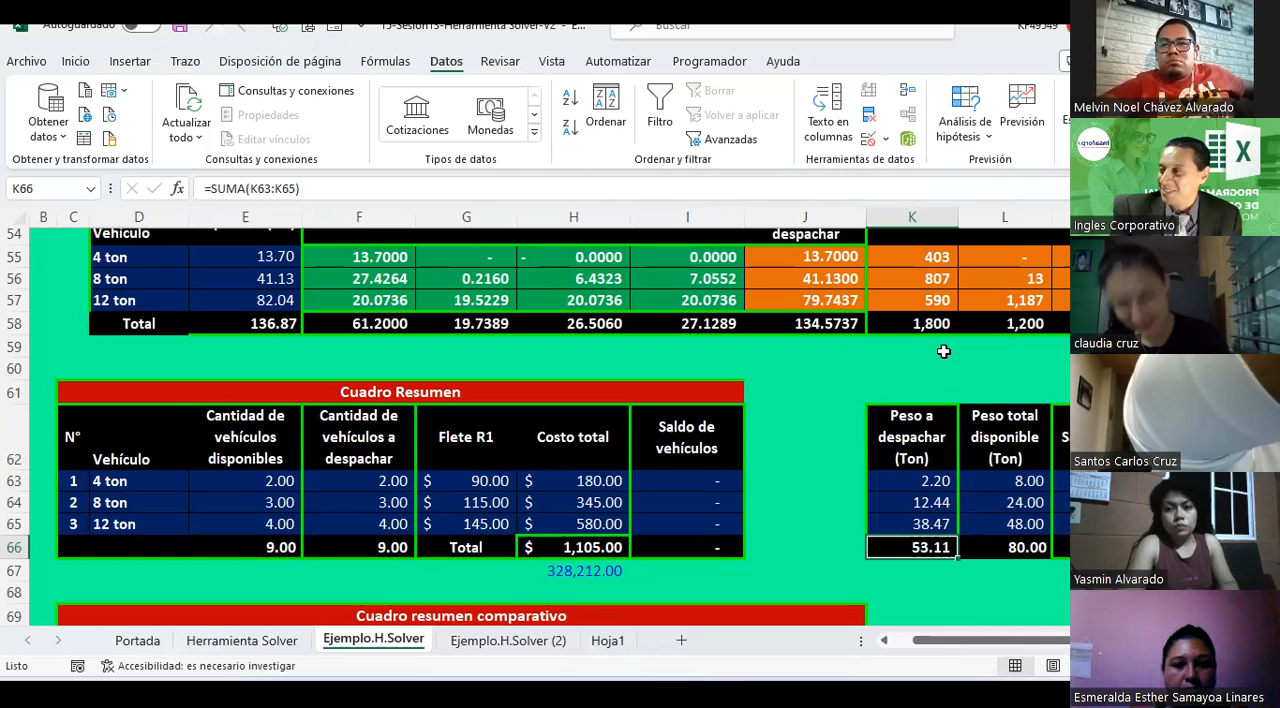 Autoguardado
15-Sesion15-Herramienta Solver-V2 - E...
Buscar
KF49549
Archivo Inicio Insertar Trazo Disposición de página Fórmulas Datos Revisar Vista Automatizar Programador Ayuda
Obtener datos
Obtener y transformar datos
Actualizar todo
Consultas y conexiones
Propiedades
Editar vínculos
Consultas y conexiones
Cotizaciones
Monedas
Tipos de datos
Ordenar
Filtro
Borrar
Volver a aplicar
Avanzadas
Ordenar y filtrar
Texto en columnas
Herramientas de datos
Análisis de hipótesis
Previsión
Previsión
K66
=SUMA(K63:K65)
B C D E F G H I J K L
54 Vehículo despachar
55 4 ton 13.70 13.7000 - - 0.0000 0.0000 13.7000 403 -
56 8 ton 41.13 27.4264 0.2160 6.4323 7.0552 41.1300 807 13
57 12 ton 82.04 20.0736 19.5229 20.0736 20.0736 79.7437 590 1,187
58 Total 136.87 61.2000 19.7389 26.5060 27.1289 134.5737 1,800 1,200
59
60
61 Cuadro Resumen
62 N° Vehículo Cantidad de vehículos disponibles Cantidad de vehículos a despachar Flete R1 Costo total Saldo de vehículos Peso a despachar (Ton) Peso total disponible (Ton)
63 1 4 ton 2.00 2.00 $ 90.00 $ 180.00 - 2.20 8.00
64 2 8 ton 3.00 3.00 $ 115.00 $ 345.00 - 12.44 24.00
65 3 12 ton 4.00 4.00 $ 145.00 $ 580.00 - 38.47 48.00
66 9.00 9.00 Total $ 1,105.00 - 53.11 80.00
67 328,212.00
68
69 Cuadro resumen comparativo
Portada Herramienta Solver Ejemplo.H.Solver Ejemplo.H.Solver (2) Hoja1
Listo
Accesibilidad: es necesario investigar
Melvin Noel Chávez Alvarado
Ingles Corporativo
claudia cruz
Santos Carlos Cruz
Yasmin Alvarado
Esmeralda Esther Samayoa Linares